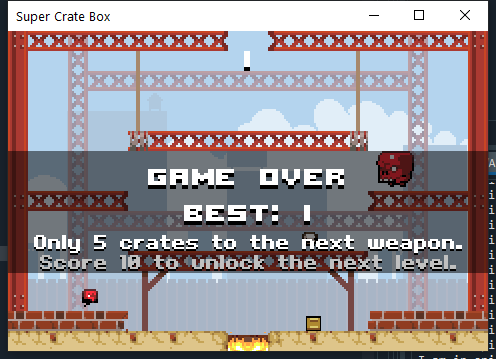 Super Crate Box
1
GAME OVER
BEST: 1
Only 5 crates to the next weapon.
Score 10 to unlock the next level.